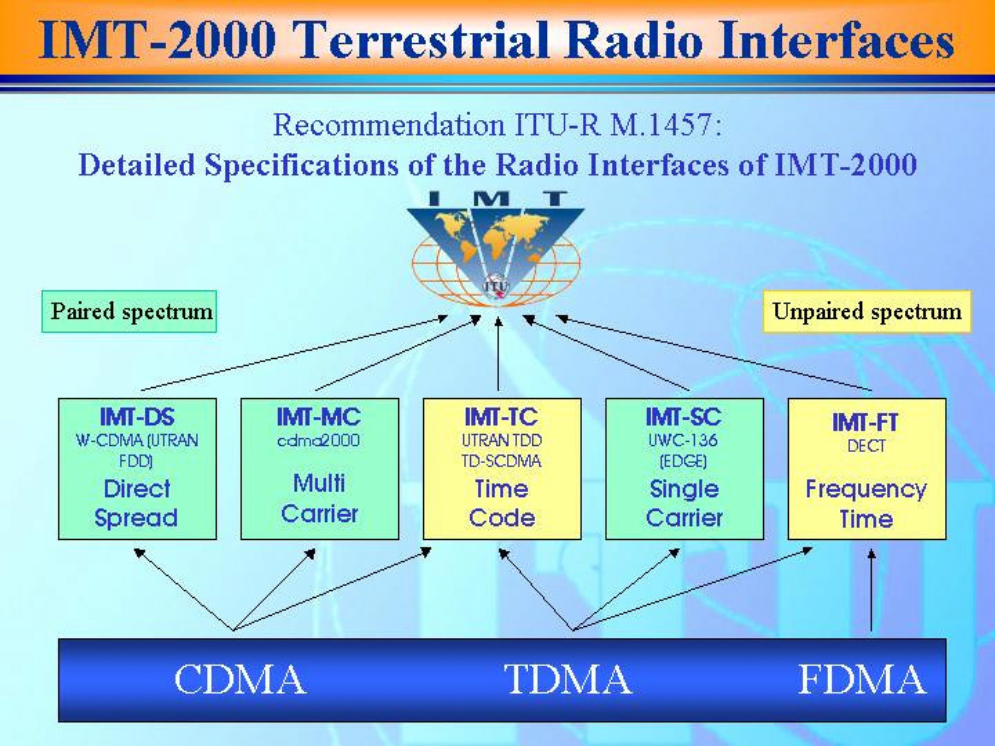 IMT-2000 Terrestrial Radio Interfaces
Recommendation ITU-R M.1457:
Detailed Specifications of the Radio Interfaces of IMT-2000
I M T
ITU
Paired spectrum
Unpaired spectrum
IMT-DS
W-CDMA (UTRAN
FDD)
Direct
Spread
IMT-MC
cdma2000
Multi
Carrier
IMT-TC
UTRAN TDD
TD-SCDMA
Time
Code
IMT-SC
UWC-136
(EDGE)
Single
Carrier
IMT-FT
DECT
Frequency
Time
CDMA
TDMA
FDMA